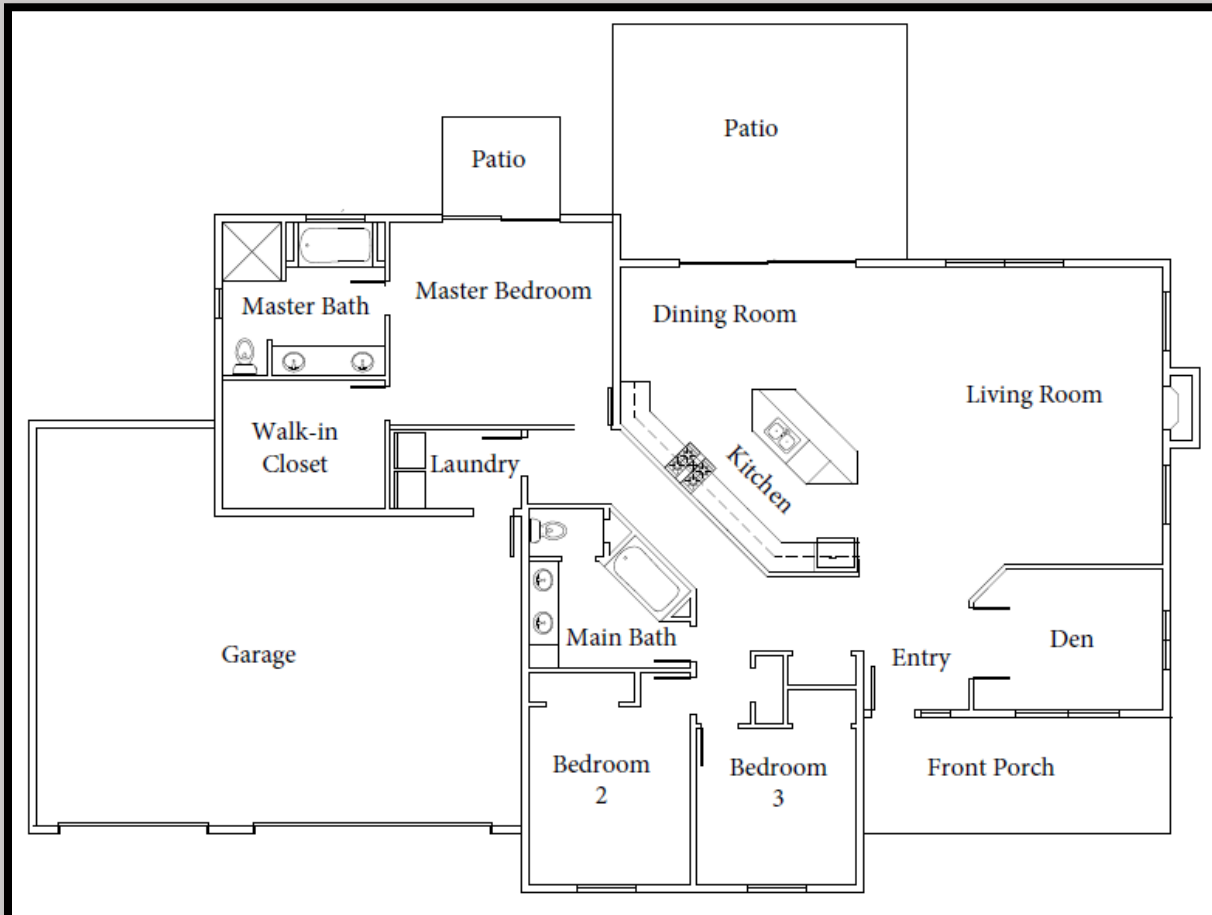 Patio
Patio
Master Bath
Master Bedroom
Dining Room
Living Room
Walk-in
Closet
Laundry
Kitchen
Garage
Main Bath
Entry
Den
Bedroom
2
Bedroom
3
Front Porch